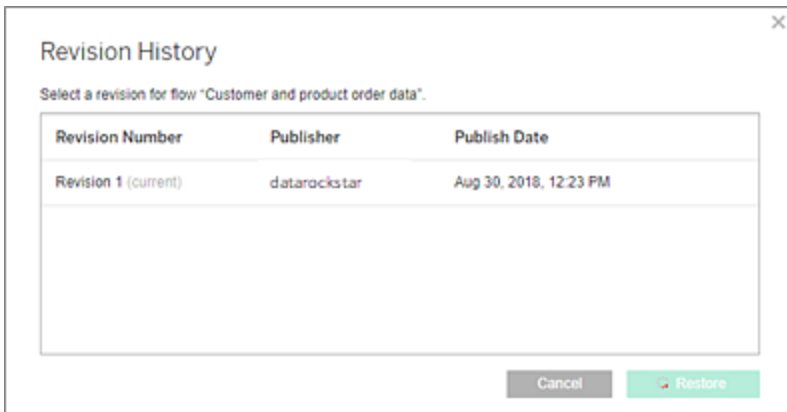 Revision History
Select a revision for flow "Customer and product order data".
Revision Number Publisher Publish Date
Revision 1 (current) datarockstar Aug 30, 2018, 12:23 PM
Cancel Restore